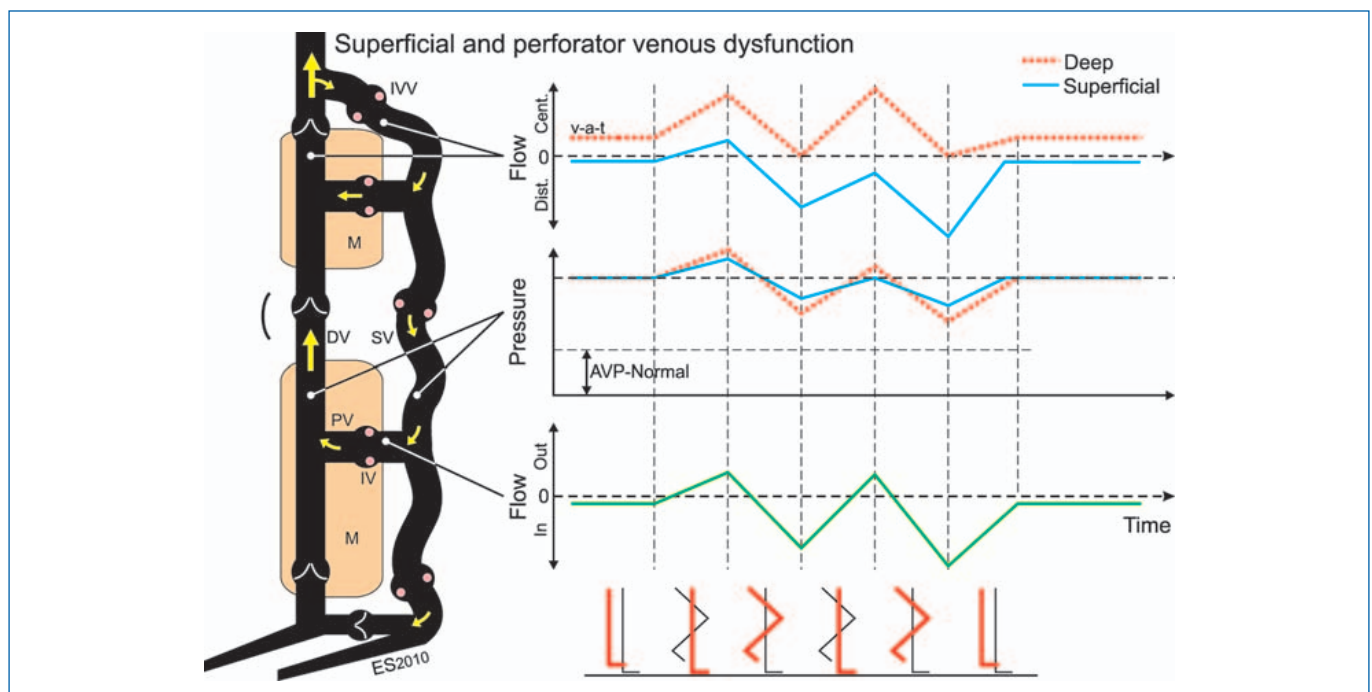 Superficial and perforator venous dysfunction
IVV
M
DV
SV
PV
IV
M
ES2010
Deep
Superficial
Flow
Cent.
Dist.
v-a-t
0
Pressure
AVP-Normal
Flow
Out
In
0
Time